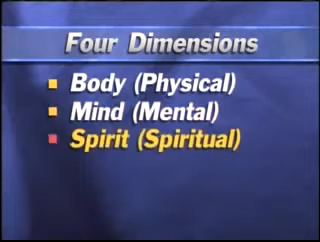 Four Dimensions
Body (Physical)
Mind (Mental)
Spirit (Spiritual)